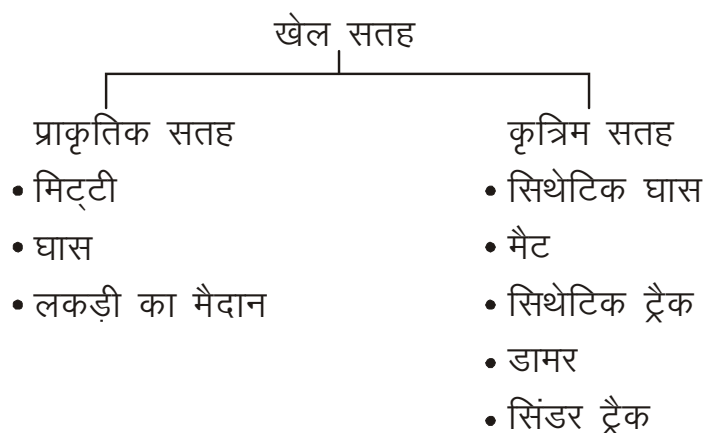 खेल सतह
प्राकृतिक सतह
• मिट्टी
• घास
• लकड़ी का मैदान
कृत्रिम सतह
• सिथेटिक घास
• मैट
• सिथेटिक ट्रैक
• डामर
• सिंडर ट्रैक